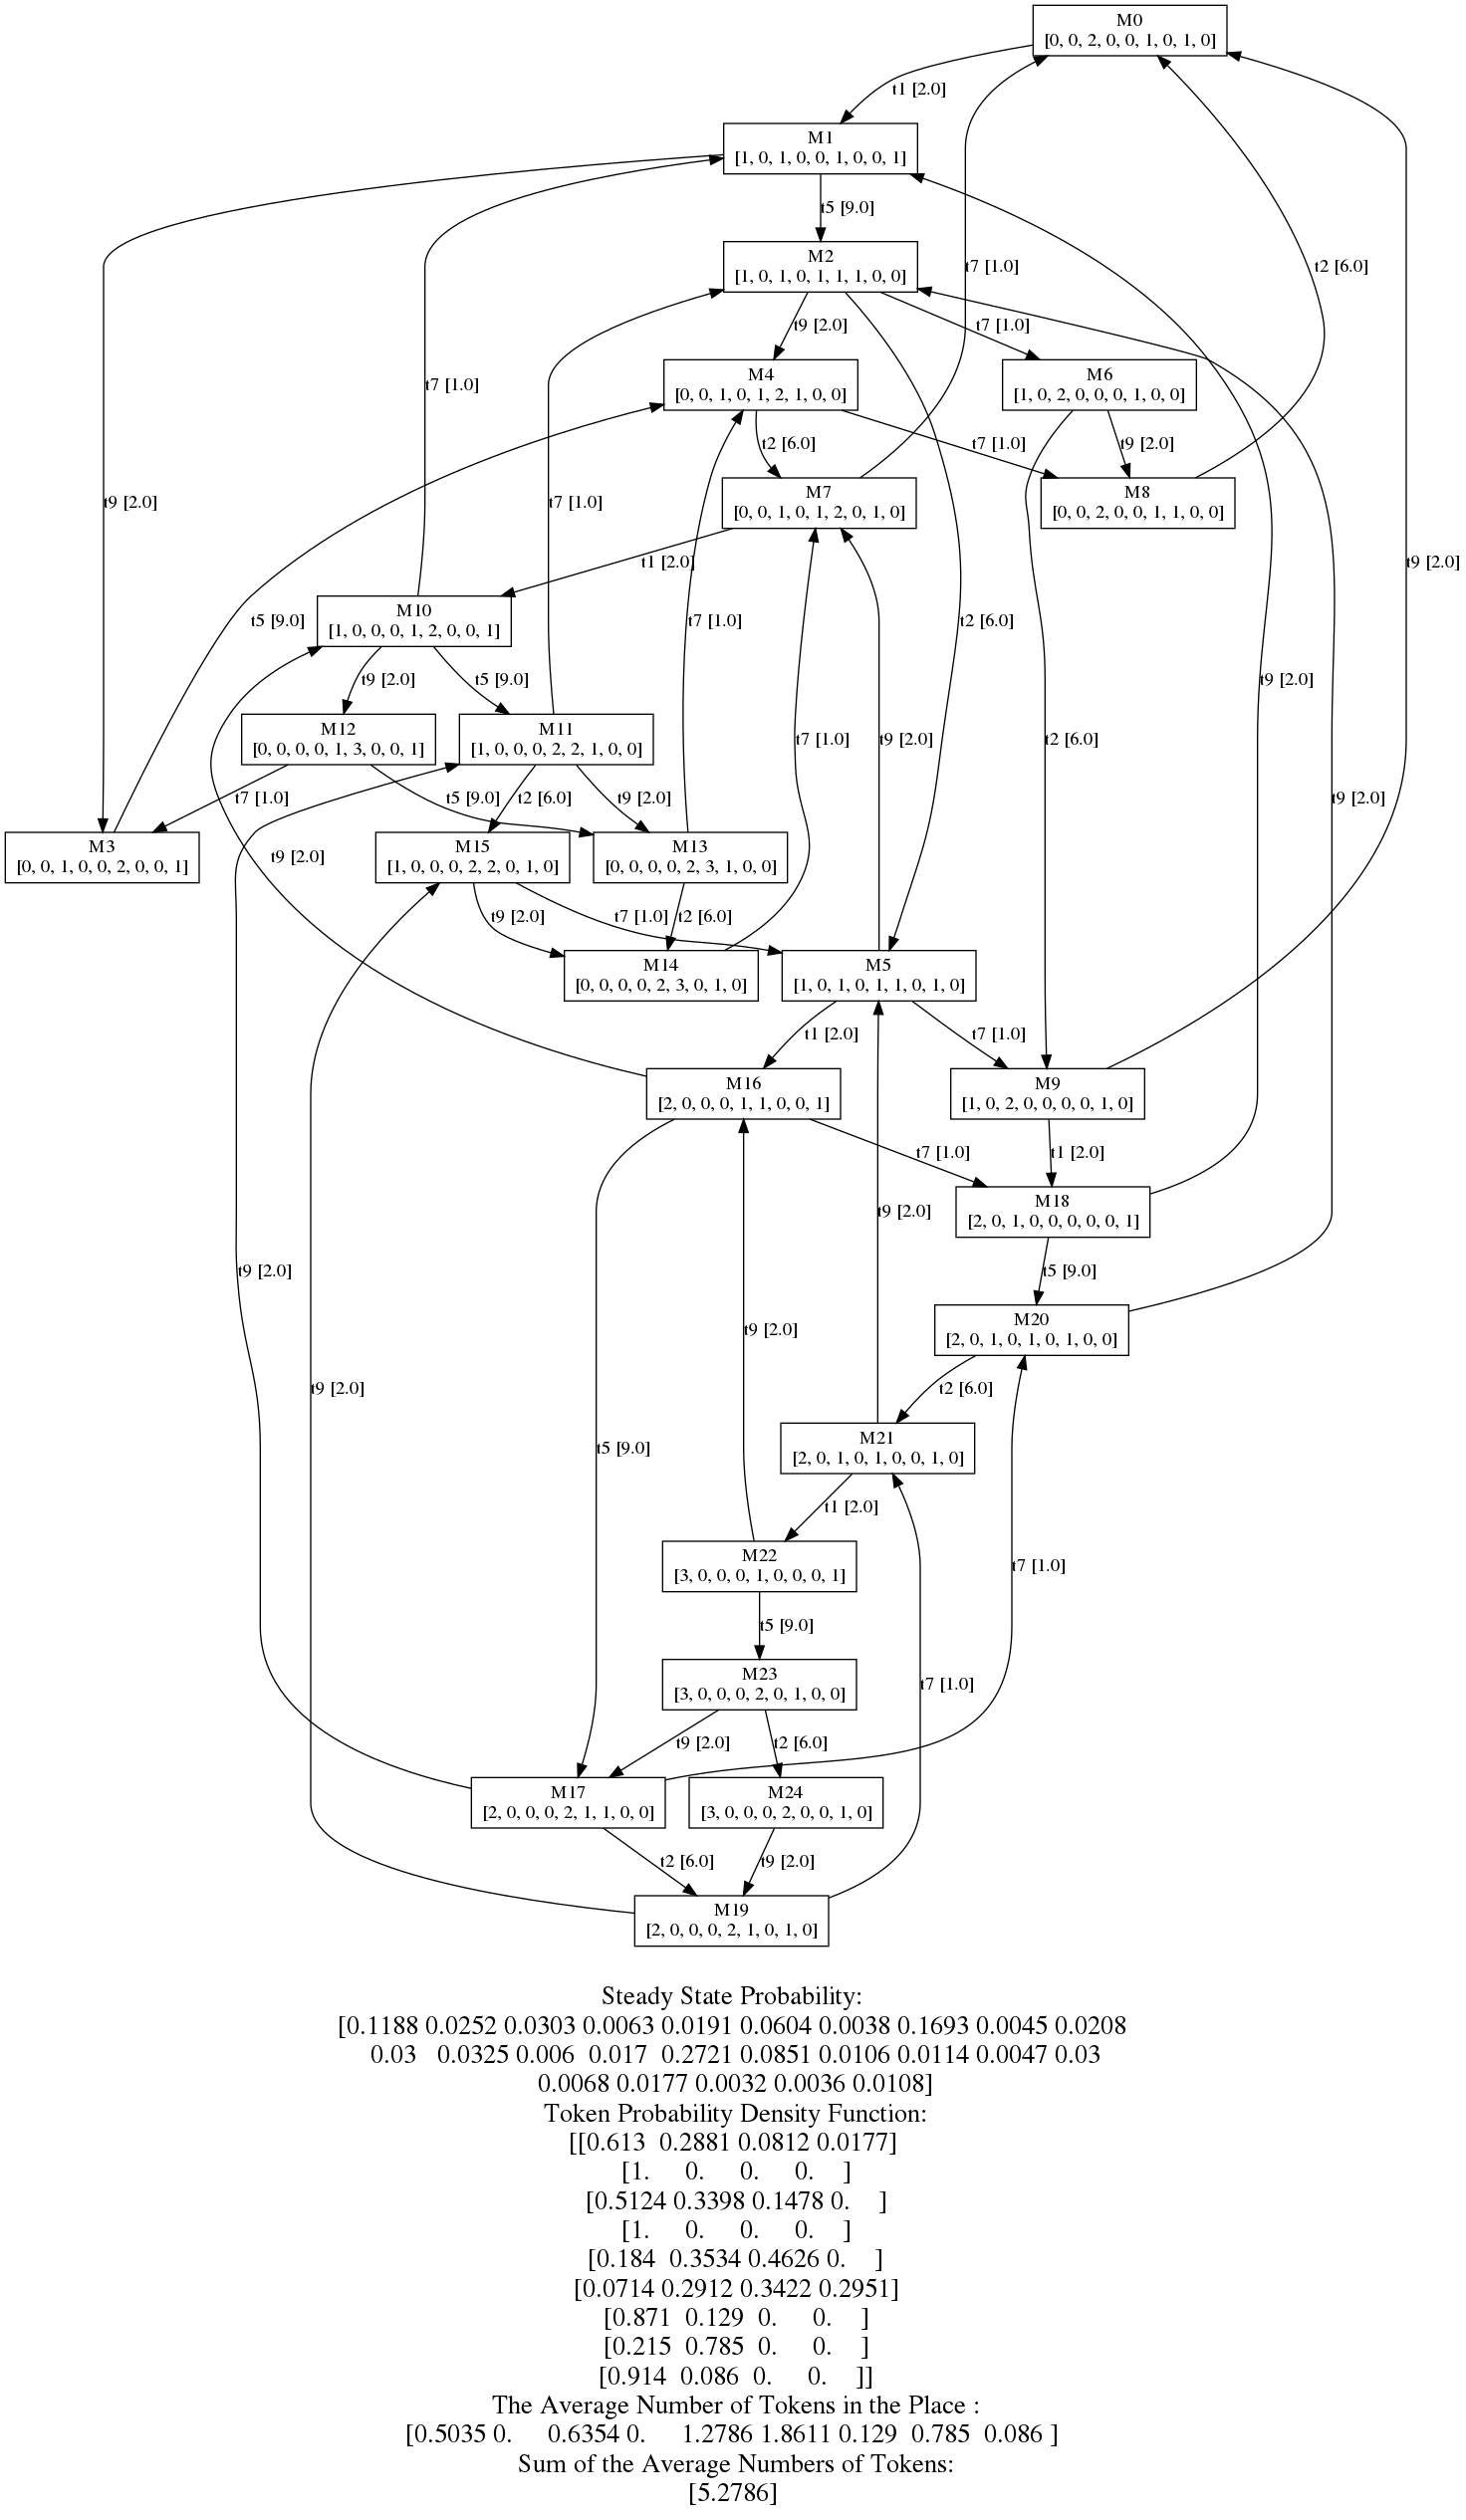 M0
[0, 0, 2, 0, 0, 1, 0, 1, 0]
t1 [2.0]
M1
[1, 0, 1, 0, 0, 1, 0, 0, 1]
t5 [9.0]
M2
[1, 0, 1, 0, 1, 1, 1, 0, 0]
t7 [1.0]
t2 [6.0]
t9 [2.0]
t7 [1.0]
M4
[0, 0, 1, 0, 1, 2, 1, 0, 0]
M6
[1, 0, 2, 0, 0, 0, 1, 0, 0]
t7 [1.0]
t2 [6.0]
t7 [1.0]
t9 [2.0]
t9 [2.0]
M7
[0, 0, 1, 0, 1, 2, 0, 1, 0]
M8
[0, 0, 2, 0, 0, 1, 1, 0, 0]
t7 [1.0]
t1 [2.0]
t9 [2.0]
M10
[1, 0, 0, 0, 1, 2, 0, 0, 1]
t5 [9.0]
t7 [1.0]
t2 [6.0]
t9 [2.0]
t5 [9.0]
t9 [2.0]
M12
[0, 0, 0, 0, 1, 3, 0, 0, 1]
M11
[1, 0, 0, 0, 2, 2, 1, 0, 0]
t7 [1.0]
t9 [2.0]
t2 [6.0]
t7 [1.0]
t5 [9.0]
t2 [6.0]
t9 [2.0]
t9 [2.0]
M3
[0, 0, 1, 0, 0, 2, 0, 0, 1]
M15
[1, 0, 0, 0, 2, 2, 0, 1, 0]
M13
[0, 0, 0, 0, 2, 3, 1, 0, 0]
t9 [2.0]
t9 [2.0]
t7 [1.0]
t2 [6.0]
M14
[0, 0, 0, 0, 2, 3, 0, 1, 0]
M5
[1, 0, 1, 0, 1, 1, 0, 1, 0]
t1 [2.0]
t7 [1.0]
M16
[2, 0, 0, 0, 1, 1, 0, 0, 1]
M9
[1, 0, 2, 0, 0, 0, 0, 1, 0]
t7 [1.0]
t1 [2.0]
M18
[2, 0, 1, 0, 0, 0, 0, 0, 1]
t9 [2.0]
t9 [2.0]
t5 [9.0]
M20
[2, 0, 1, 0, 1, 0, 1, 0, 0]
t9 [2.0]
t9 [2.0]
t2 [6.0]
M21
[2, 0, 1, 0, 1, 0, 0, 1, 0]
t5 [9.0]
t1 [2.0]
M22
[3, 0, 0, 0, 1, 0, 0, 0, 1]
t7 [1.0]
t5 [9.0]
M23
[3, 0, 0, 0, 2, 0, 1, 0, 0]
t7 [1.0]
t9 [2.0]
t2 [6.0]
M17
[2, 0, 0, 0, 2, 1, 1, 0, 0]
M24
[3, 0, 0, 0, 2, 0, 0, 1, 0]
t2 [6.0]
t9 [2.0]
M19
[2, 0, 0, 0, 2, 1, 0, 1, 0]
Steady State Probability:
[0.1188 0.0252 0.0303 0.0063 0.0191 0.0604 0.0038 0.1693 0.0045 0.0208
0.03 0.0325 0.006 0.017 0.2721 0.0851 0.0106 0.0114 0.0047 0.03
0.0068 0.0177 0.0032 0.0036 0.0108]
Token Probability Density Function:
[[0.613 0.2881 0.0812 0.0177]
[1. 0. 0. 0. ]
[0.5124 0.3398 0.1478 0. ]
[1. 0. 0. 0. ]
[0.184 0.3534 0.4626 0. ]
[0.0714 0.2912 0.3422 0.2951]
[0.871 0.129 0. 0. ]
[0.215 0.785 0. 0. ]
[0.914 0.086 0. 0. ]]
The Average Number of Tokens in the Place :
[0.5035 0. 0.6354 0. 1.2786 1.8611 0.129 0.785 0.086 ]
Sum of the Average Numbers of Tokens:
[5.2786]